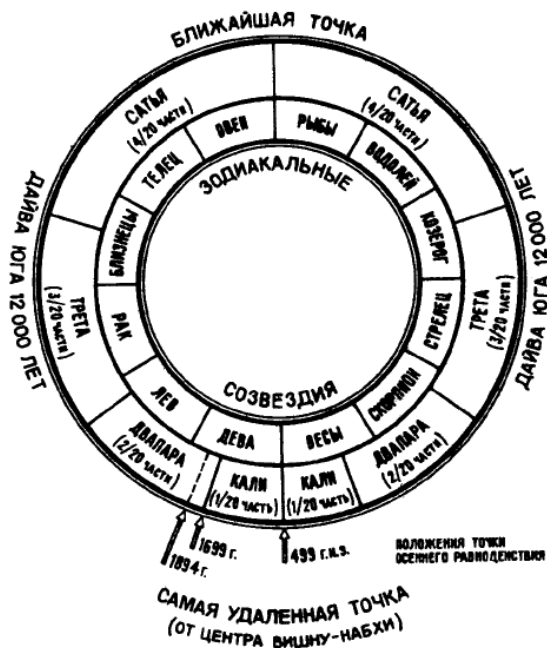 БЛИЖАЙШАЯ ТОЧКА
САТЬЯ
(4/20 части)
САТЬЯ
(4/20 части)
ДАЙВА ЮГА 12 000 ЛЕТ
ДАЙВА ЮГА 12 000 ЛЕТ
ТРЕТА
(3/20 части)
ТРЕТА
(3/20 части)
ДВАПАРА
(2/20 части)
ДВАПАРА
(2/20 части)
КАЛИ
(1/20 часть)
КАЛИ
(1/20 часть)
ОВЕН
РЫБЫ
ВОДОЛЕЙ
КОЗЕРОГ
СТРЕЛЕЦ
СКОРПИОН
ВЕСЫ
ДЕВА
ЛЕВ
РАК
БЛИЗНЕЦЫ
ТЕЛЕЦ
ЗОДИАКАЛЬНЫЕ
СОЗВЕЗДИЯ
1894 г.
1699 г.
499 г.н.э.
ПОЛОЖЕНИЯ ТОЧКИ
ОСЕННЕГО РАВНОДЕНСТВИЯ
САМАЯ УДАЛЕННАЯ ТОЧКА
(ОТ ЦЕНТРА ВИШНУ-НАБХИ)